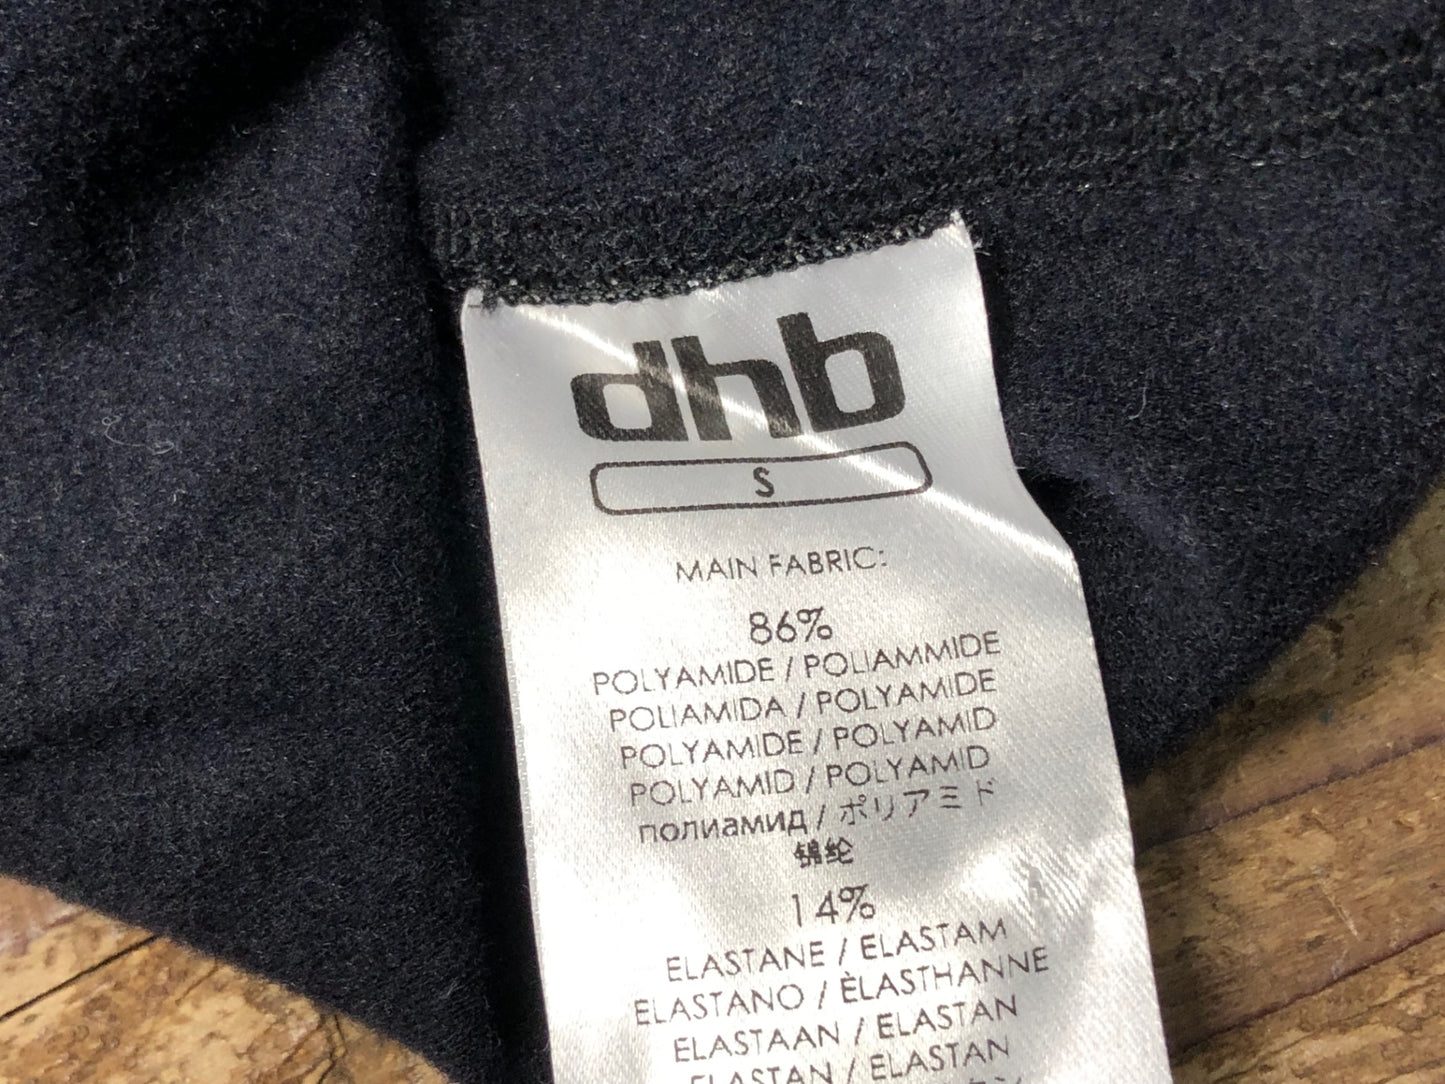 dhb
S
MAIN FABRIC:
86%
POLYAMIDE / POLIAMMIDE
POLIAMIDA / POLYAMIDE
POLYAMIDE / POLYAMID
POLYAMID / POLYAMID
полиамид / ポリアミド
锦纶
14%
ELASTANE / ELASTAM
ELASTANO / ÈLASTHANNE
ELASTAAN / ELASTAN
ELASTAN / ELASTAN